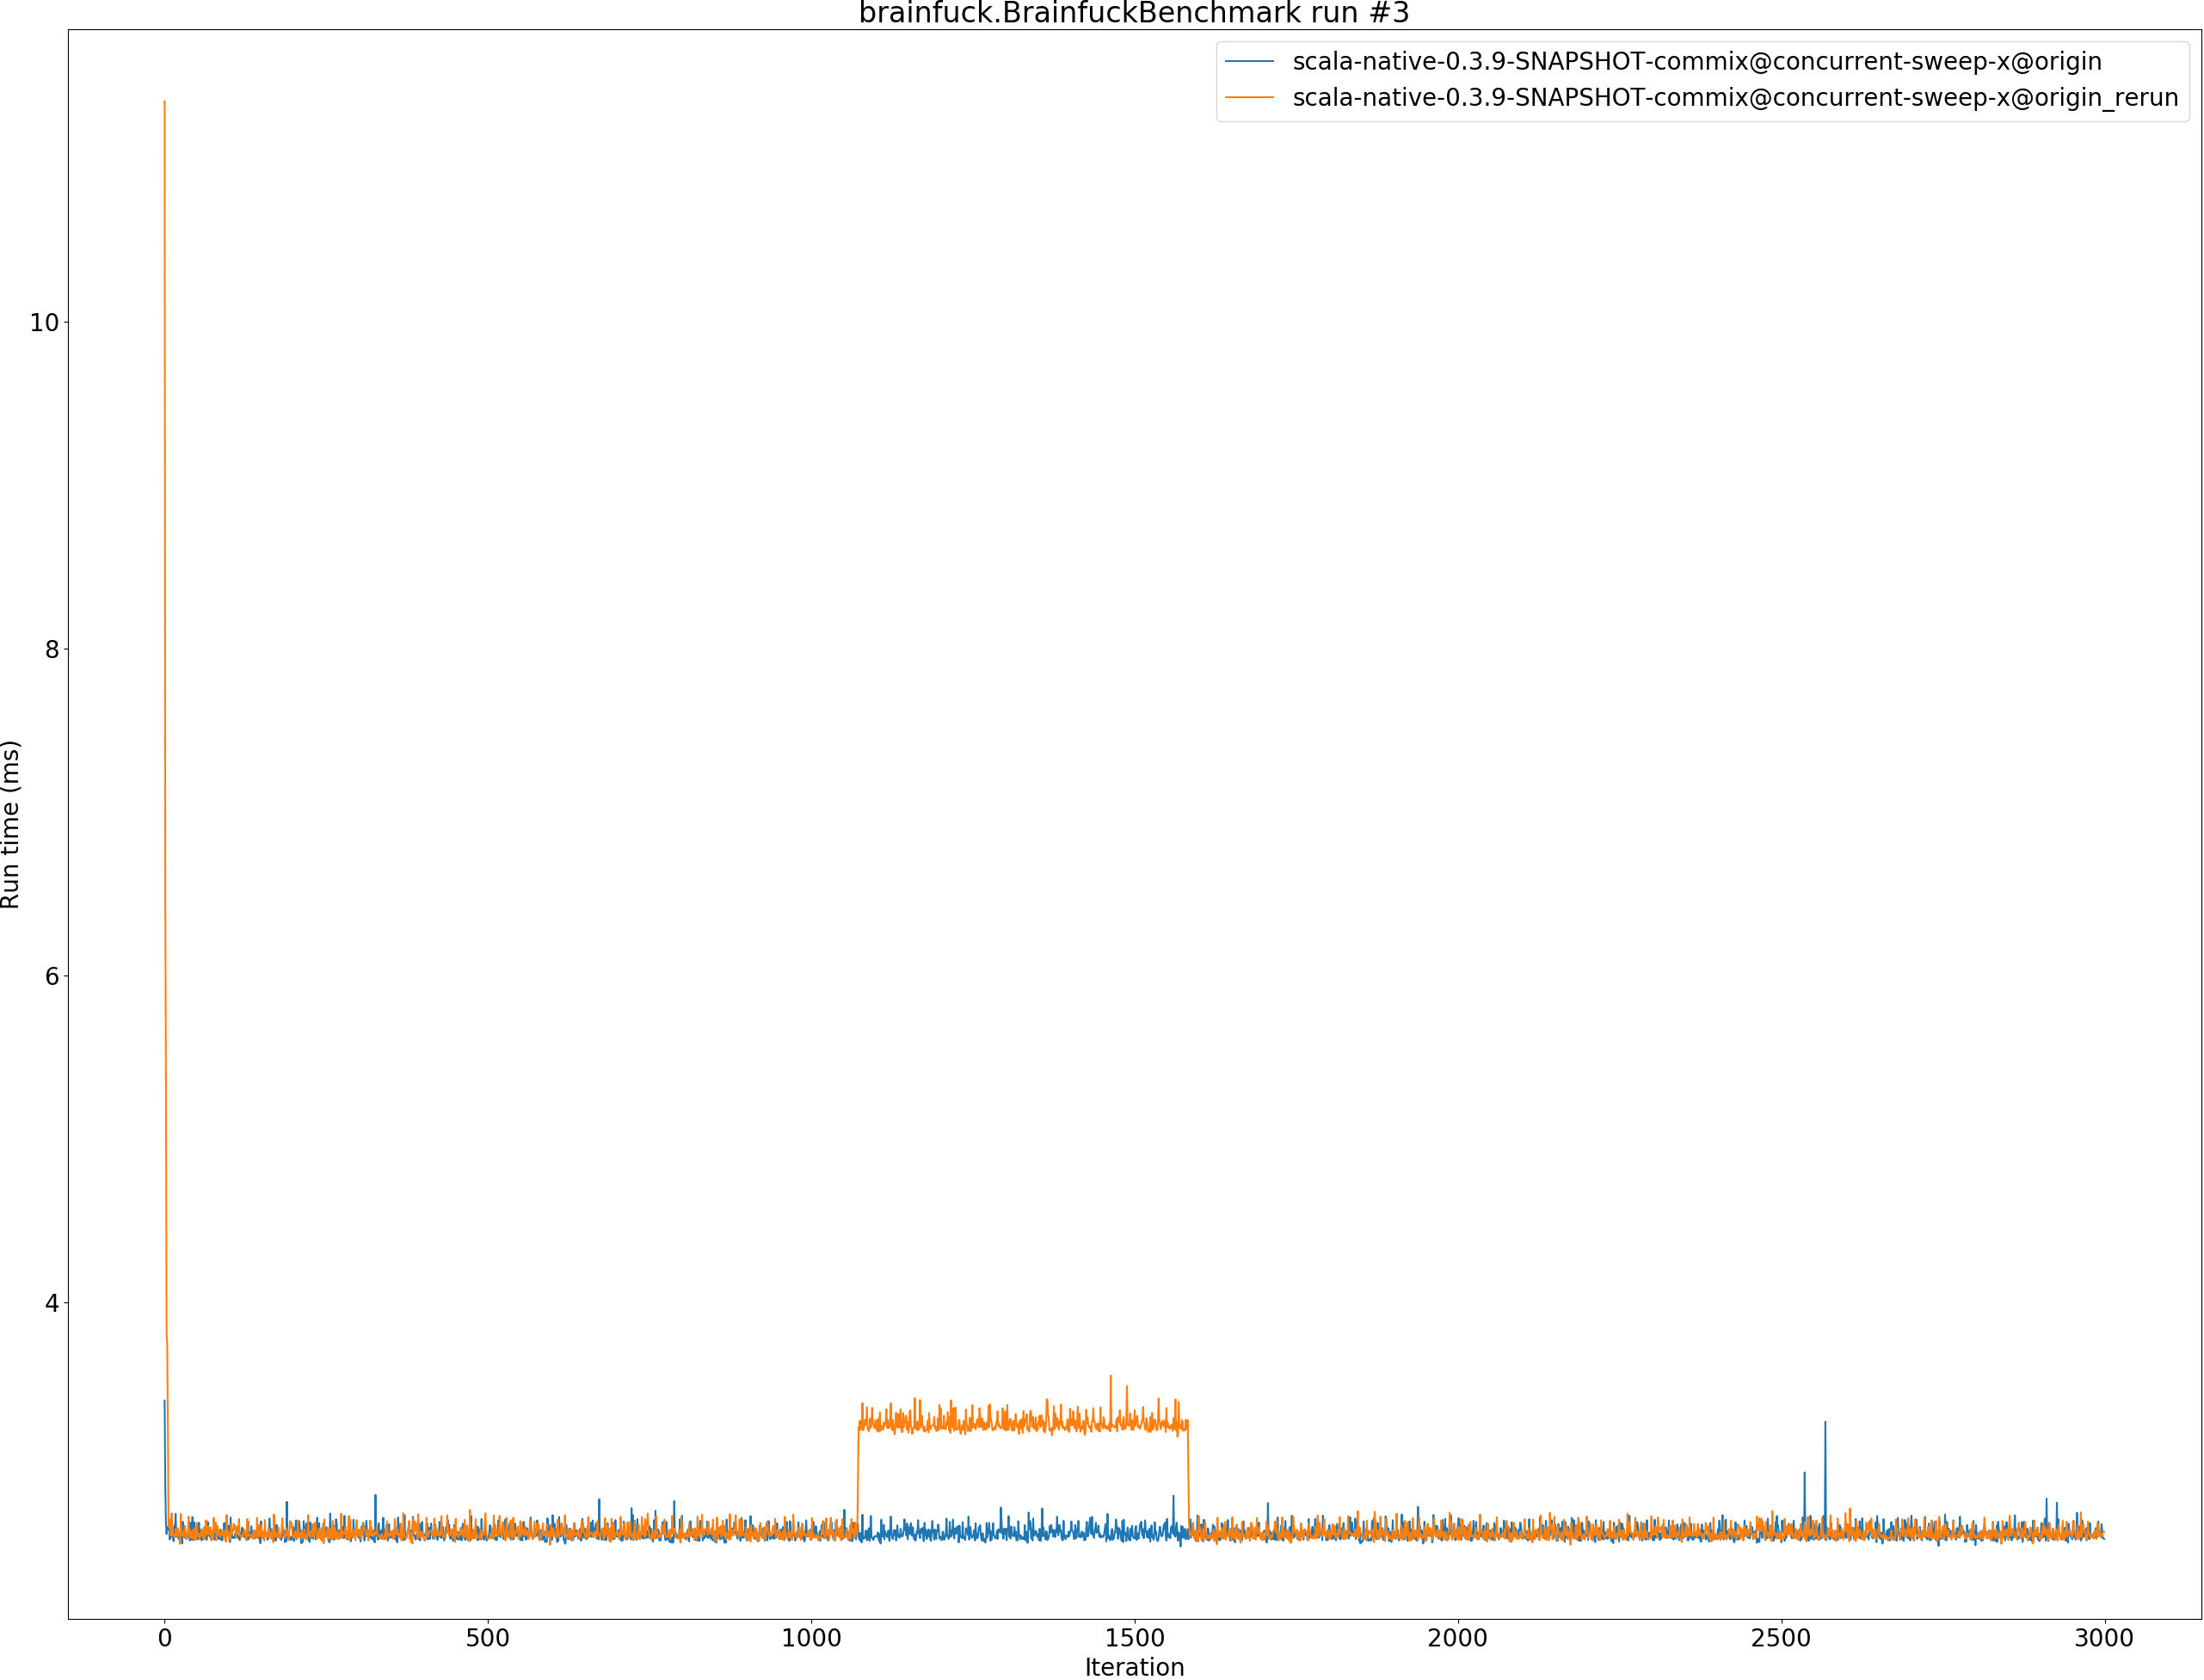 brainfuck.BrainfuckBenchmark run #3
scala-native-0.3.9-SNAPSHOT-commix@concurrent-sweep-x@origin
scala-native-0.3.9-SNAPSHOT-commix@concurrent-sweep-x@origin_rerun
Run time (ms)
10
8
6
4
0 500 1000 1500 2000 2500 3000
Iteration